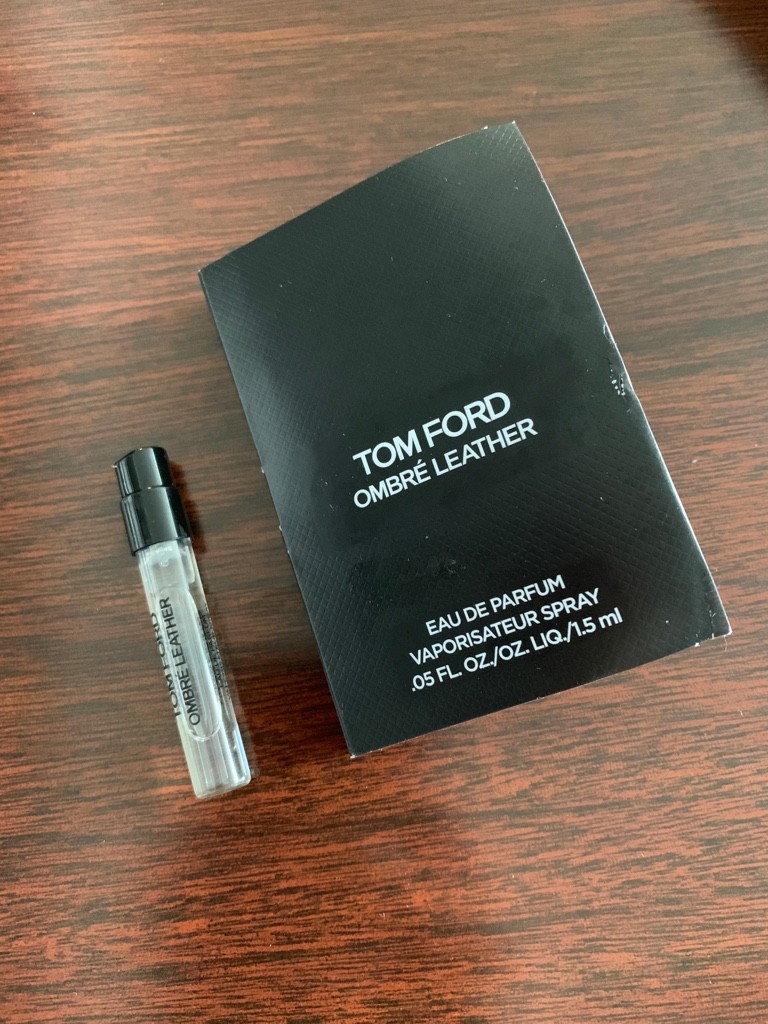 TOM FORD
OMBRÉ LEATHER
EAU DE PARFUM
VAPORISATEUR SPRAY
.05 FL. OZ./OZ. LIQ./1.5 ml
TOM FORD
OMBRÉ LEATHER